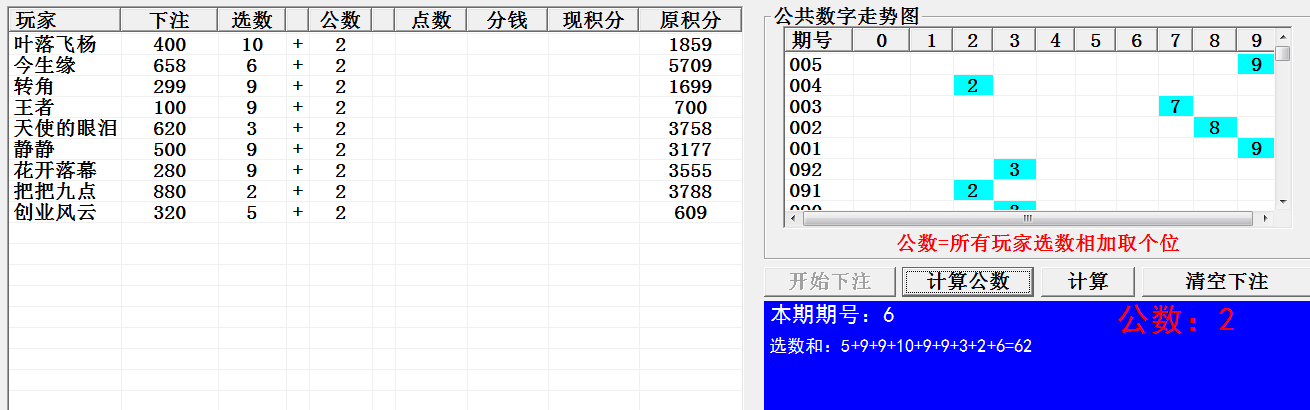 玩家 下注 选数 公数 点数 分钱 现积分 原积分
叶落飞杨 400 10 + 2 1859
今生缘 658 6 + 2 5709
转角 299 9 + 2 1699
王者 100 9 + 2 700
天使的眼泪 620 3 + 2 3758
静静 500 9 + 2 3177
花开落幕 280 9 + 2 3555
把把九点 880 2 + 2 3788
创业风云 320 5 + 2 609
公共数字走势图
期号 0 1 2 3 4 5 6 7 8 9
005 9
004 2
003 7
002 8
001 9
092 3
091 2
090 3
公数=所有玩家选数相加取个位
开始下注 计算公数 计算 清空下注
本期期号：6
公数：2
选数和：5+9+9+10+9+9+3+2+6=62